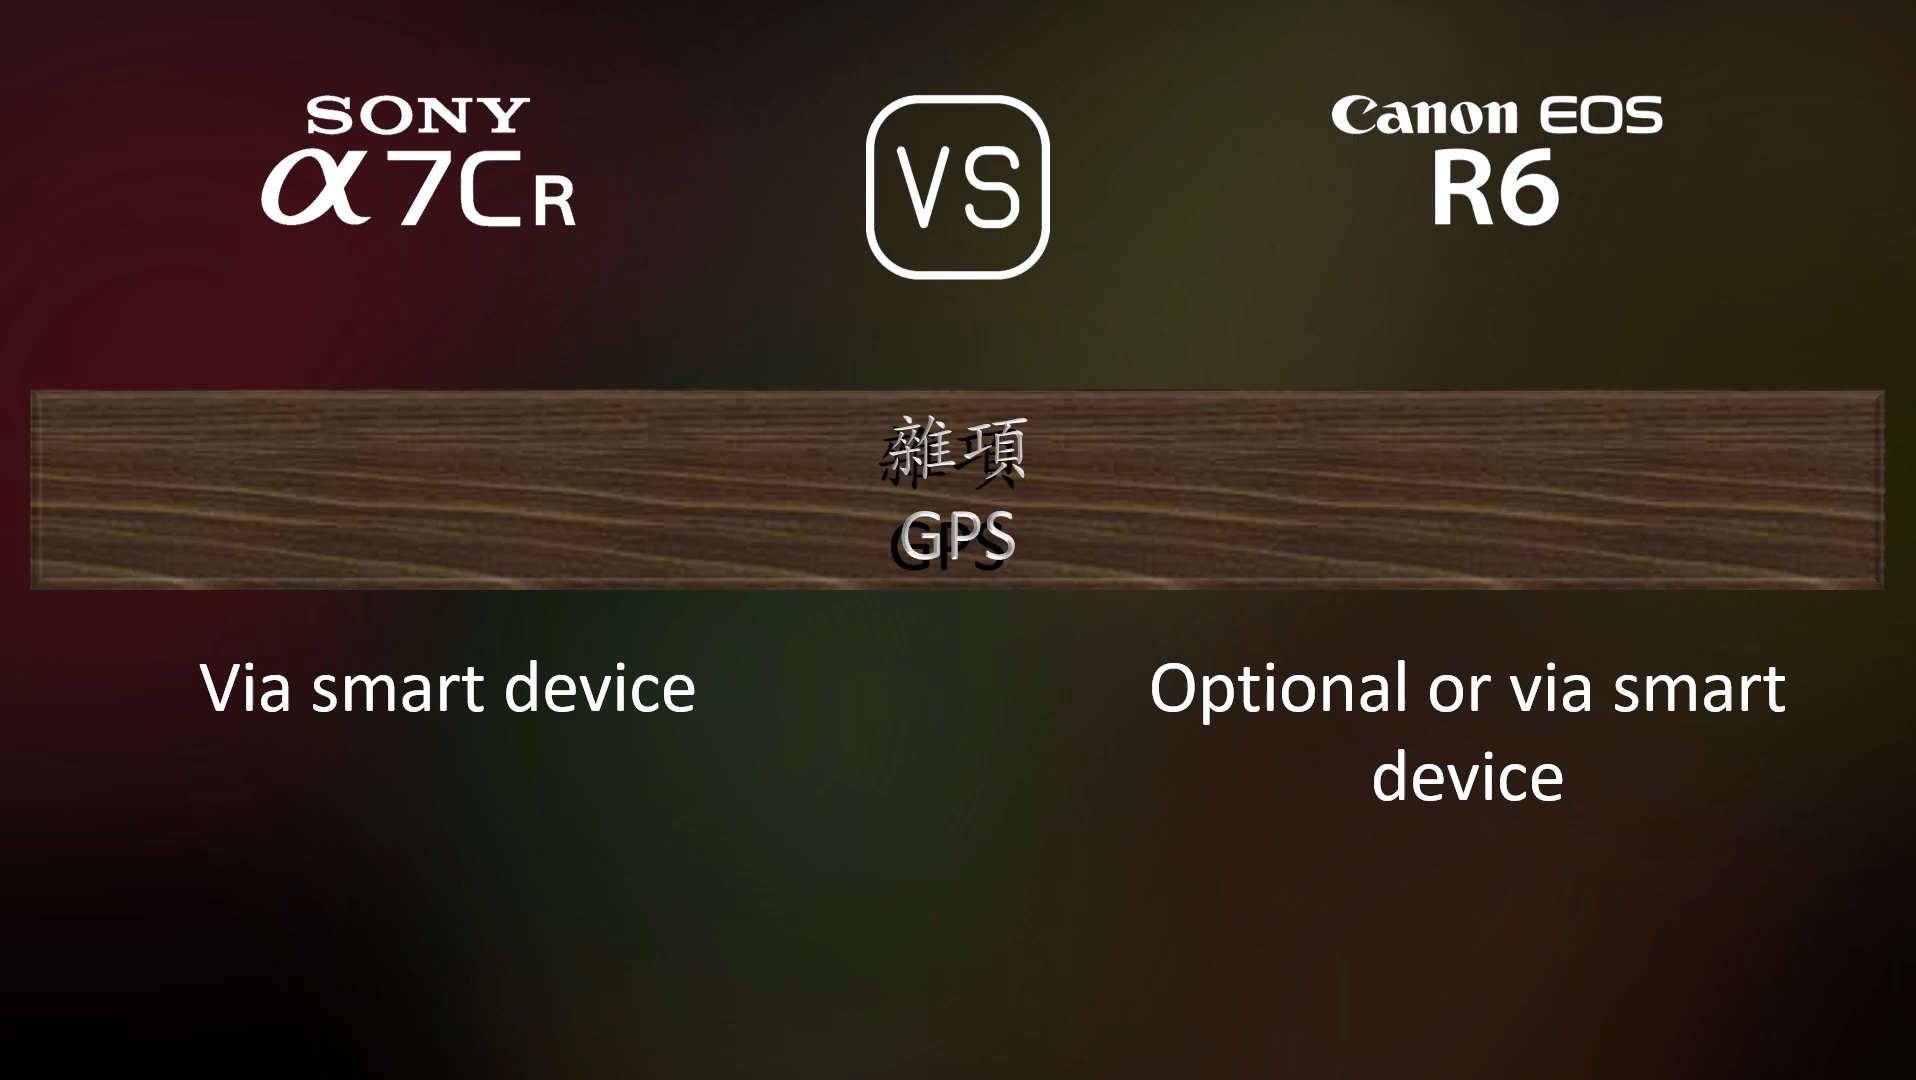 SONY
α7CR
VS
Canon EOS
R6
雜項
GPS
Via smart device
Optional or via smart
device